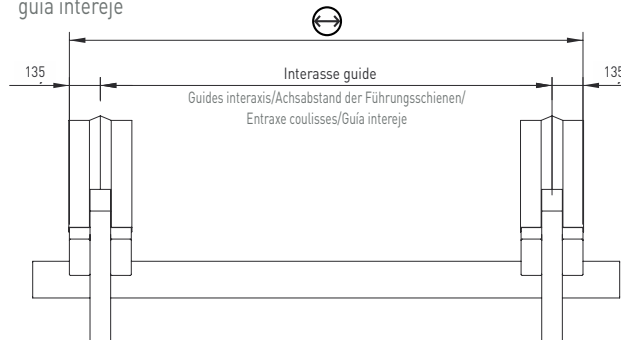 guía intereje
135
Interasse guide
135
Guides interaxis/Achsabstand der Führungsschienen/
Entraxe coulisses/Guía intereje